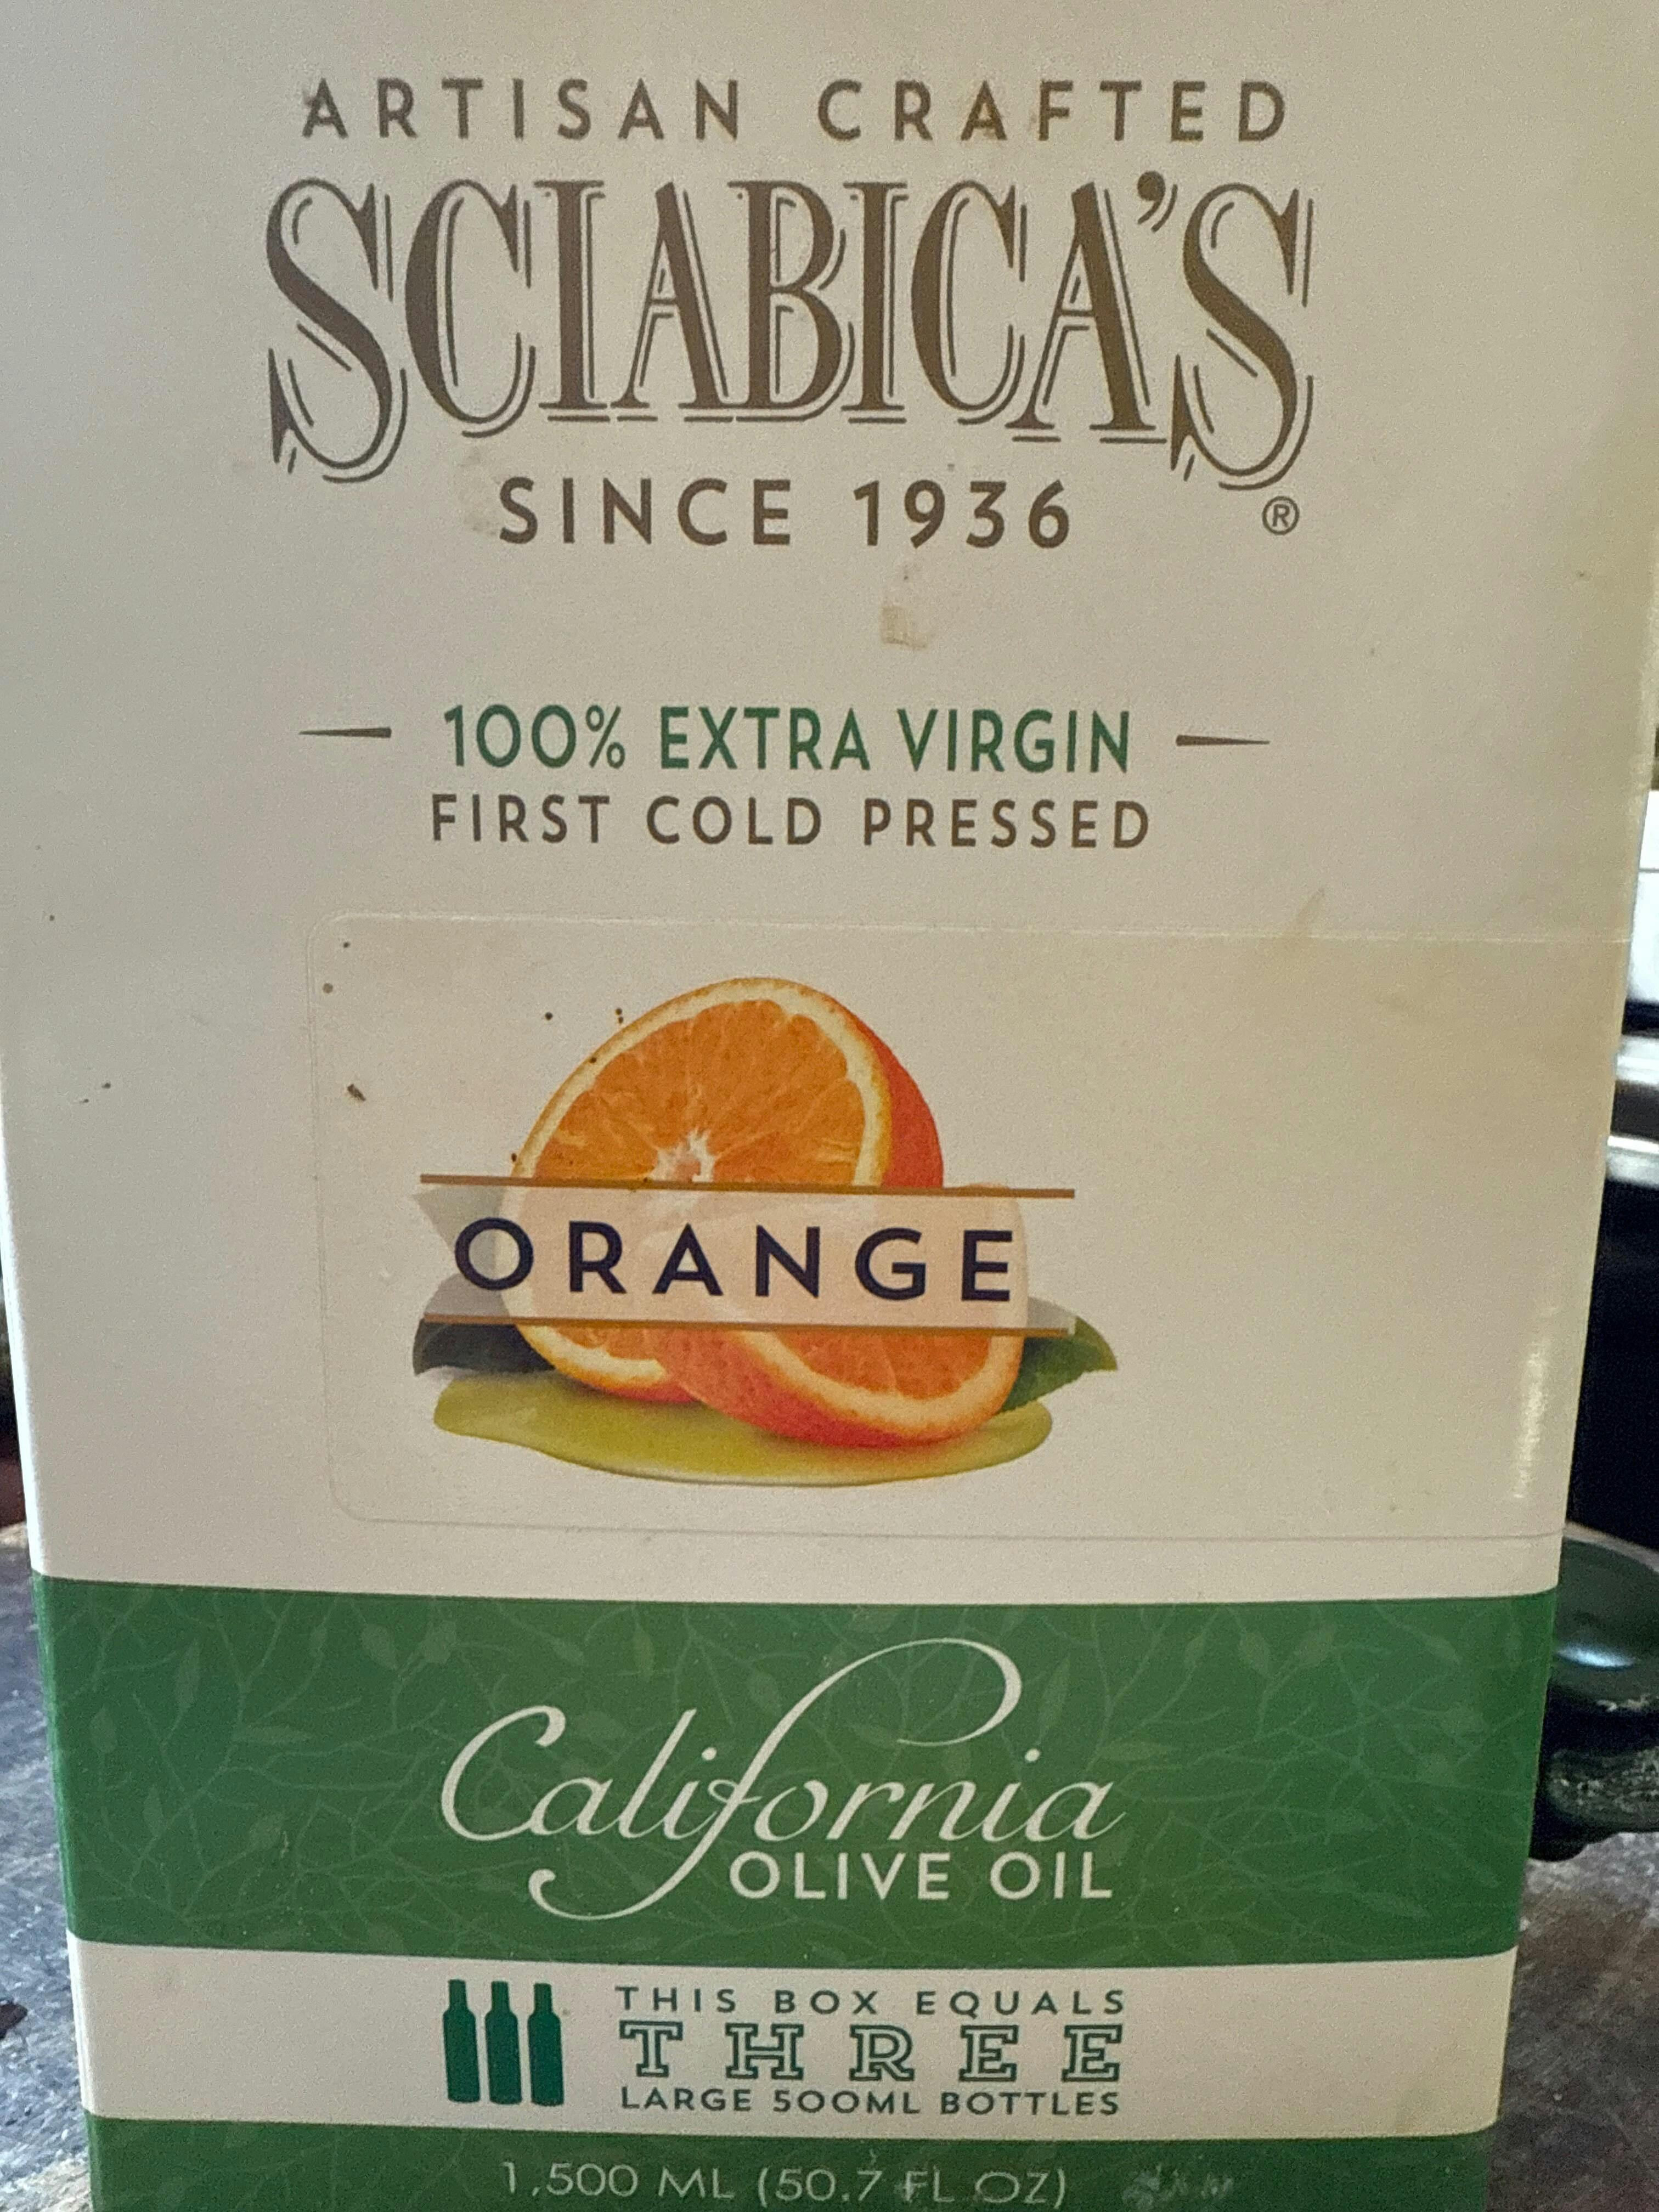 ARTISAN CRAFTED
SCIABICA'S
SINCE 1936
®
100% EXTRA VIRGIN
FIRST COLD PRESSED
ORANGE
California
OLIVE OIL
THIS BOX EQUALS
THREE
LARGE 500ML BOTTLES
1,500 ML (50.7 FL OZ)